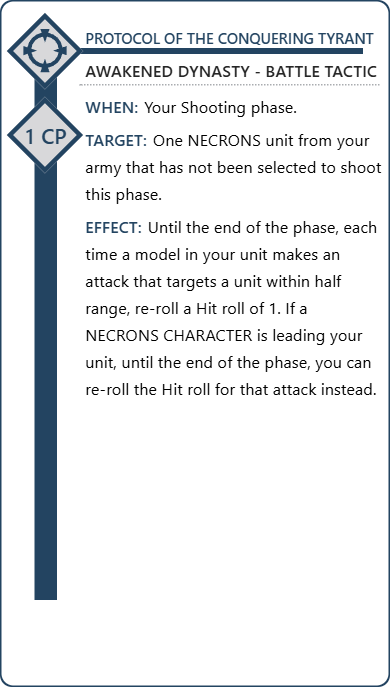 PROTOCOL OF THE CONQUERING TYRANT
AWAKENED DYNASTY - BATTLE TACTIC
1 CP
WHEN: Your Shooting phase.
TARGET: One NECRONS unit from your
army that has not been selected to shoot
this phase.
EFFECT: Until the end of the phase, each
time a model in your unit makes an
attack that targets a unit within half
range, re-roll a Hit roll of 1. If a
NECRONS CHARACTER is leading your
unit, until the end of the phase, you can
re-roll the Hit roll for that attack instead.